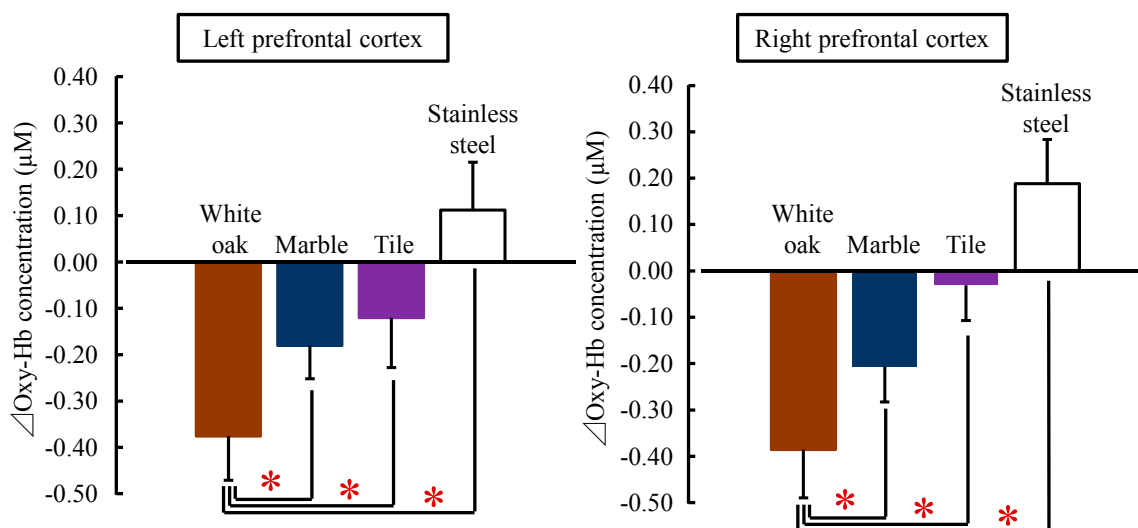 Left prefrontal cortex
△Oxy-Hb concentration (μM)
0.40
0.30
0.20
0.10
0.00
-0.10
-0.20
-0.30
-0.40
-0.50
White
oak
Marble
Tile
Stainless
steel
*
*
*
Right prefrontal cortex
△Oxy-Hb concentration (μM)
0.40
0.30
0.20
0.10
0.00
-0.10
-0.20
-0.30
-0.40
-0.50
White
oak
Marble
Tile
Stainless
steel
*
*
*